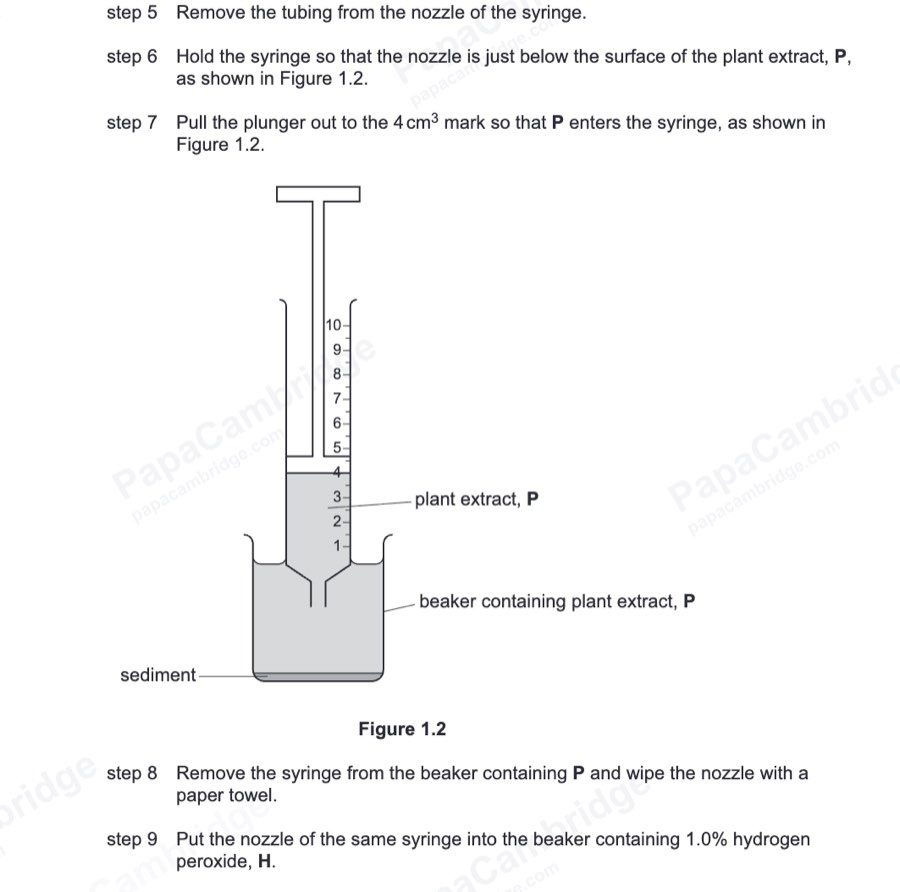 step 5 Remove the tubing from the nozzle of the syringe.
step 6 Hold the syringe so that the nozzle is just below the surface of the plant extract, P,
as shown in Figure 1.2.
step 7 Pull the plunger out to the 4 cm³ mark so that P enters the syringe, as shown in
Figure 1.2.
10
9
8
7
6
5
4
3
2
1
plant extract, P
beaker containing plant extract, P
sediment
Figure 1.2
step 8 Remove the syringe from the beaker containing P and wipe the nozzle with a
paper towel.
step 9 Put the nozzle of the same syringe into the beaker containing 1.0% hydrogen
peroxide, H.
PapaCambridge
papacambridge.com
PapaCambridge
papacambridge.com